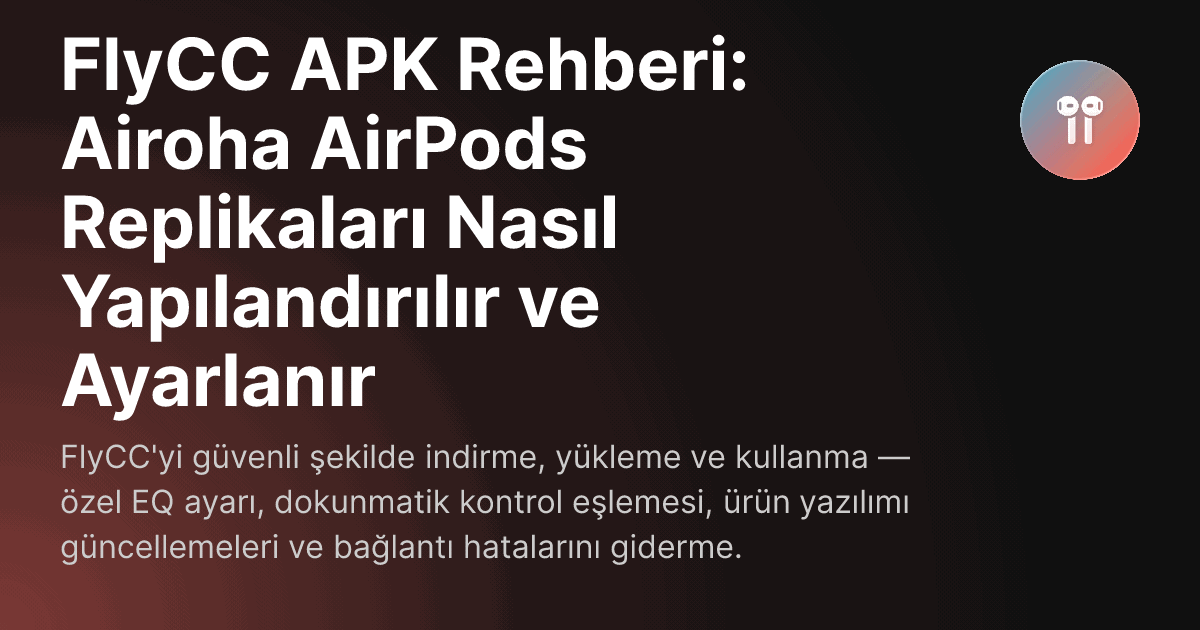 FlyCC APK Rehberi:
Airoha AirPods
Replikaları Nasıl
Yapılandırılır ve
Ayarlanır
FlyCC'yi güvenli şekilde indirme, yükleme ve kullanma —
özel EQ ayarı, dokunmatik kontrol eşlemesi, ürün yazılımı
güncellemeleri ve bağlantı hatalarını giderme.